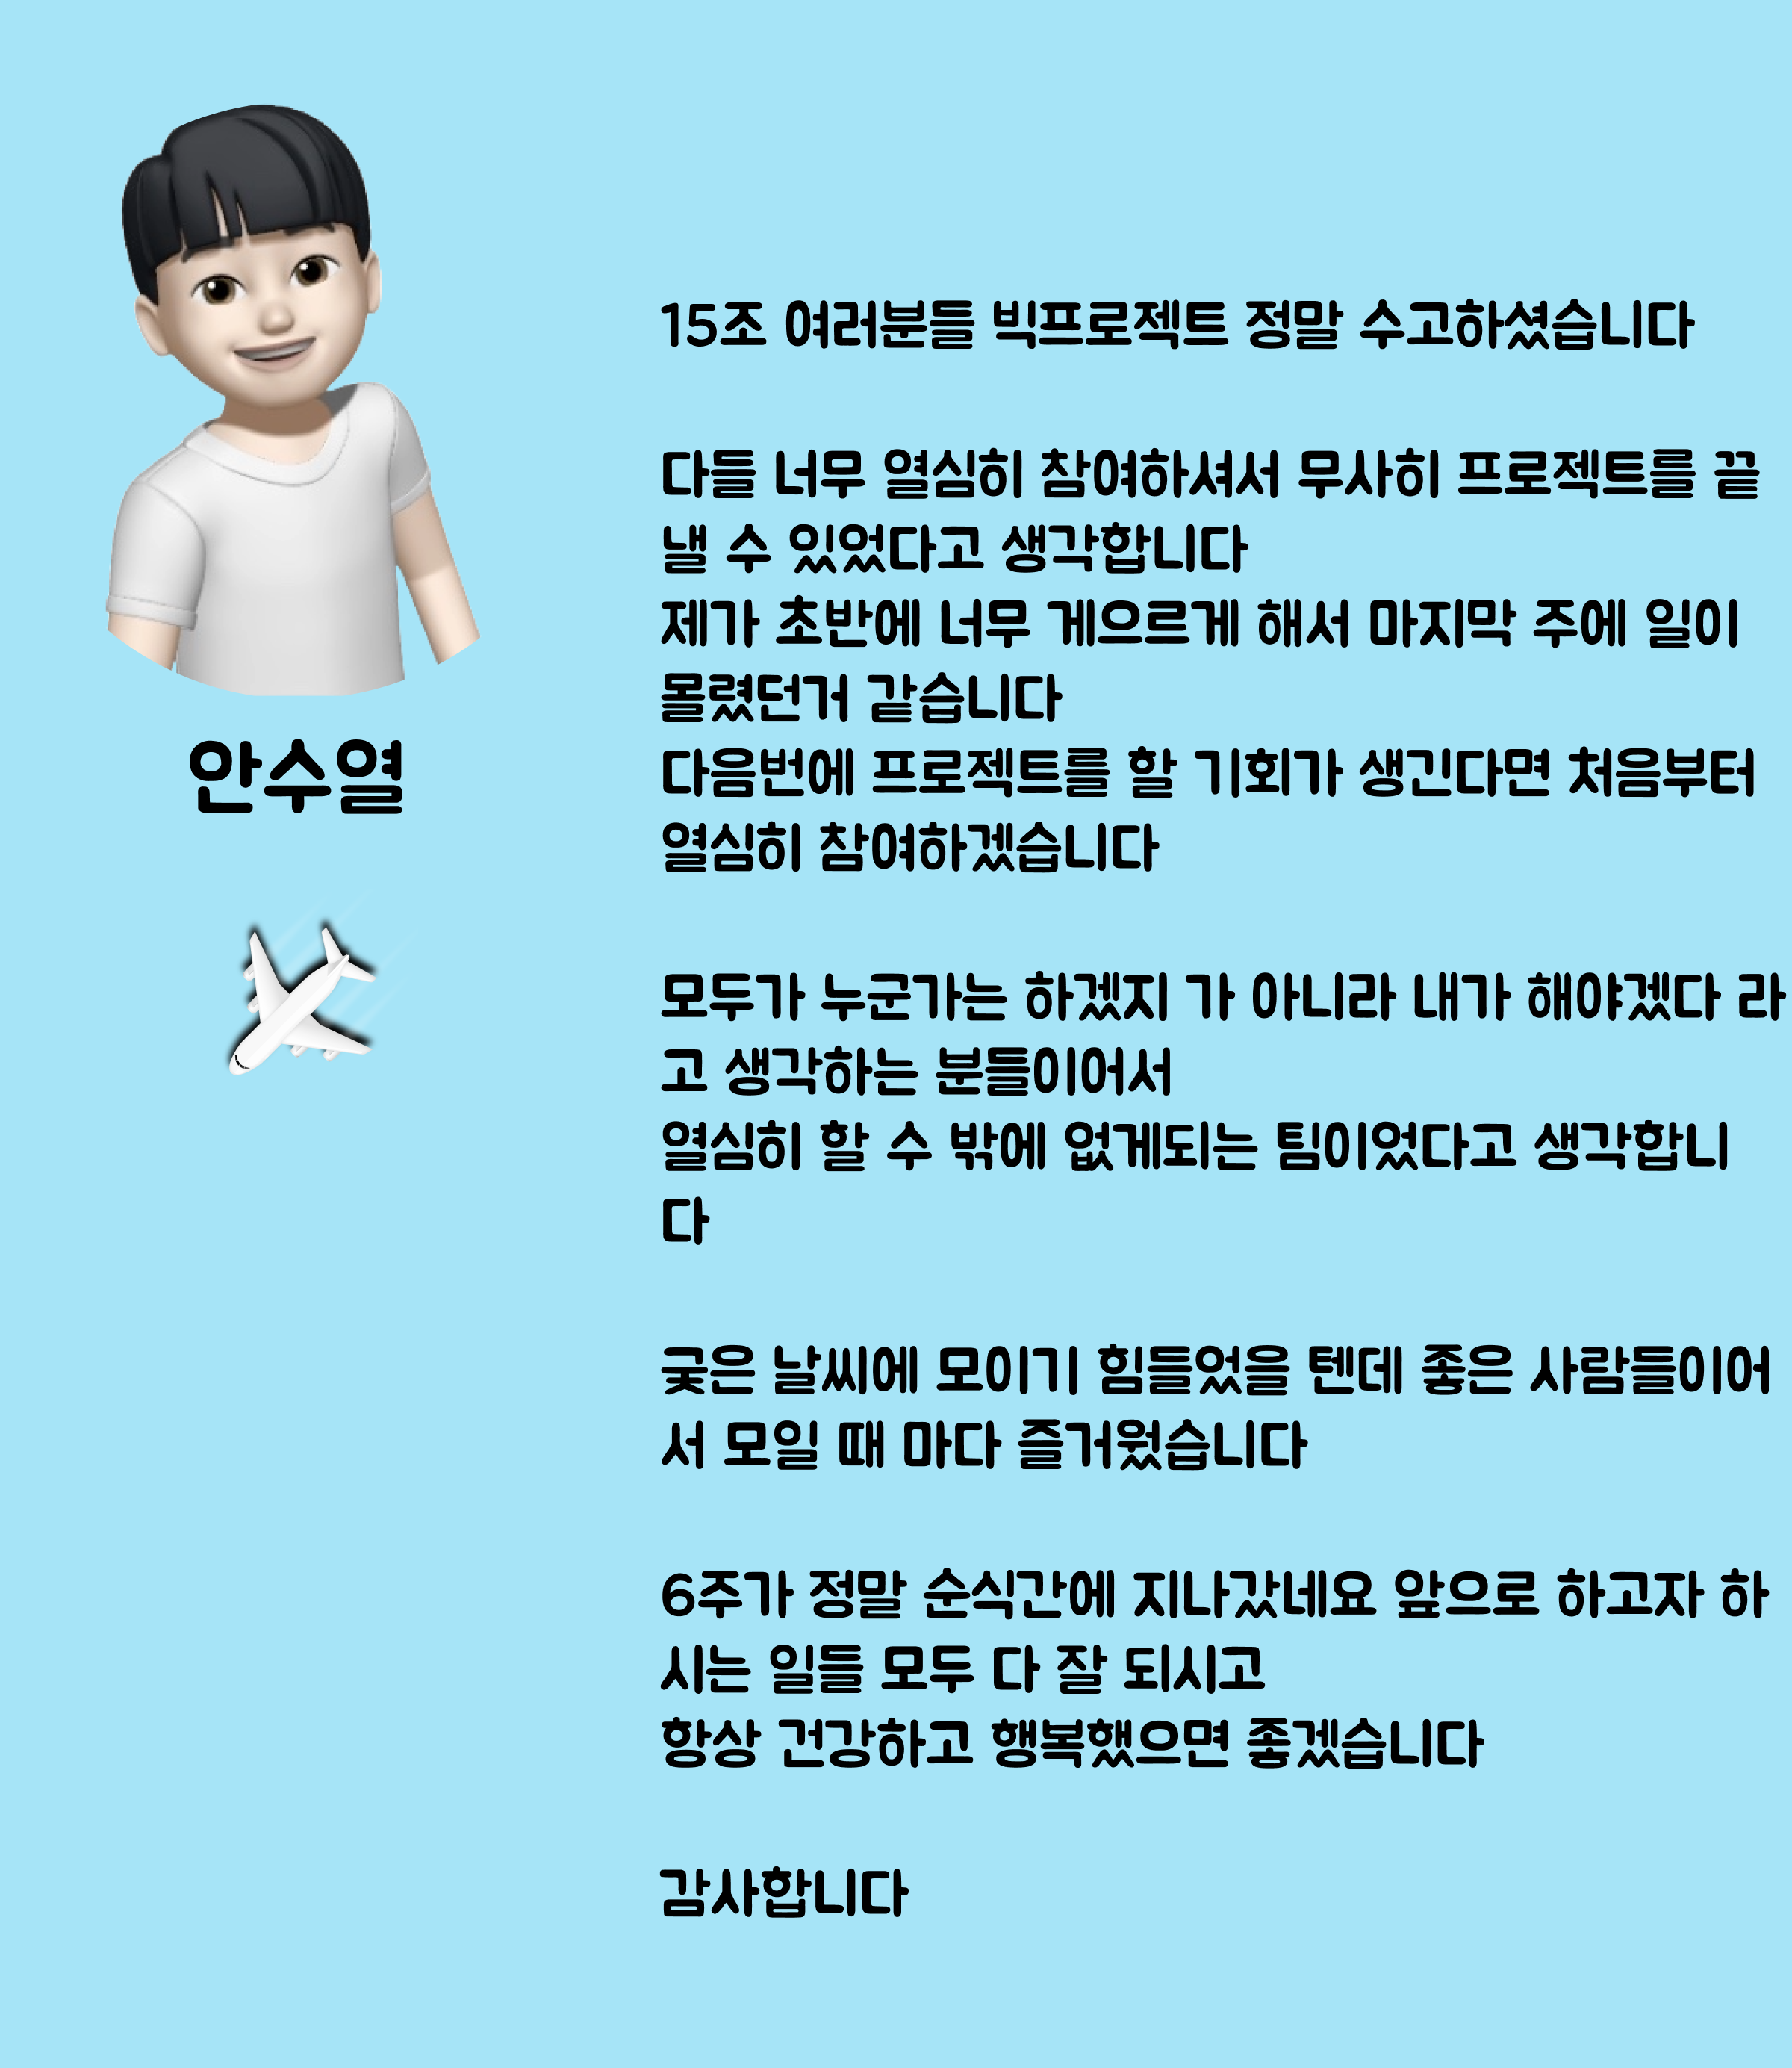 안수열
15조 여러분들 빅프로젝트 정말 수고하셨습니다
다들 너무 열심히 참여하셔서 무사히 프로젝트를 끝
낼 수 있었다고 생각합니다
제가 초반에 너무 게으르게 해서 마지막 주에 일이
몰렸던거 같습니다
다음번에 프로젝트를 할 기회가 생긴다면 처음부터
열심히 참여하겠습니다
모두가 누군가는 하겠지 가 아니라 내가 해야겠다 라
고 생각하는 분들이어서
열심히 할 수 밖에 없게되는 팀이었다고 생각합니
다
궂은 날씨에 모이기 힘들었을 텐데 좋은 사람들이어
서 모일 때 마다 즐거웠습니다
6주가 정말 순식간에 지나갔네요 앞으로 하고자 하
시는 일들 모두 다 잘 되시고
항상 건강하고 행복했으면 좋겠습니다
감사합니다